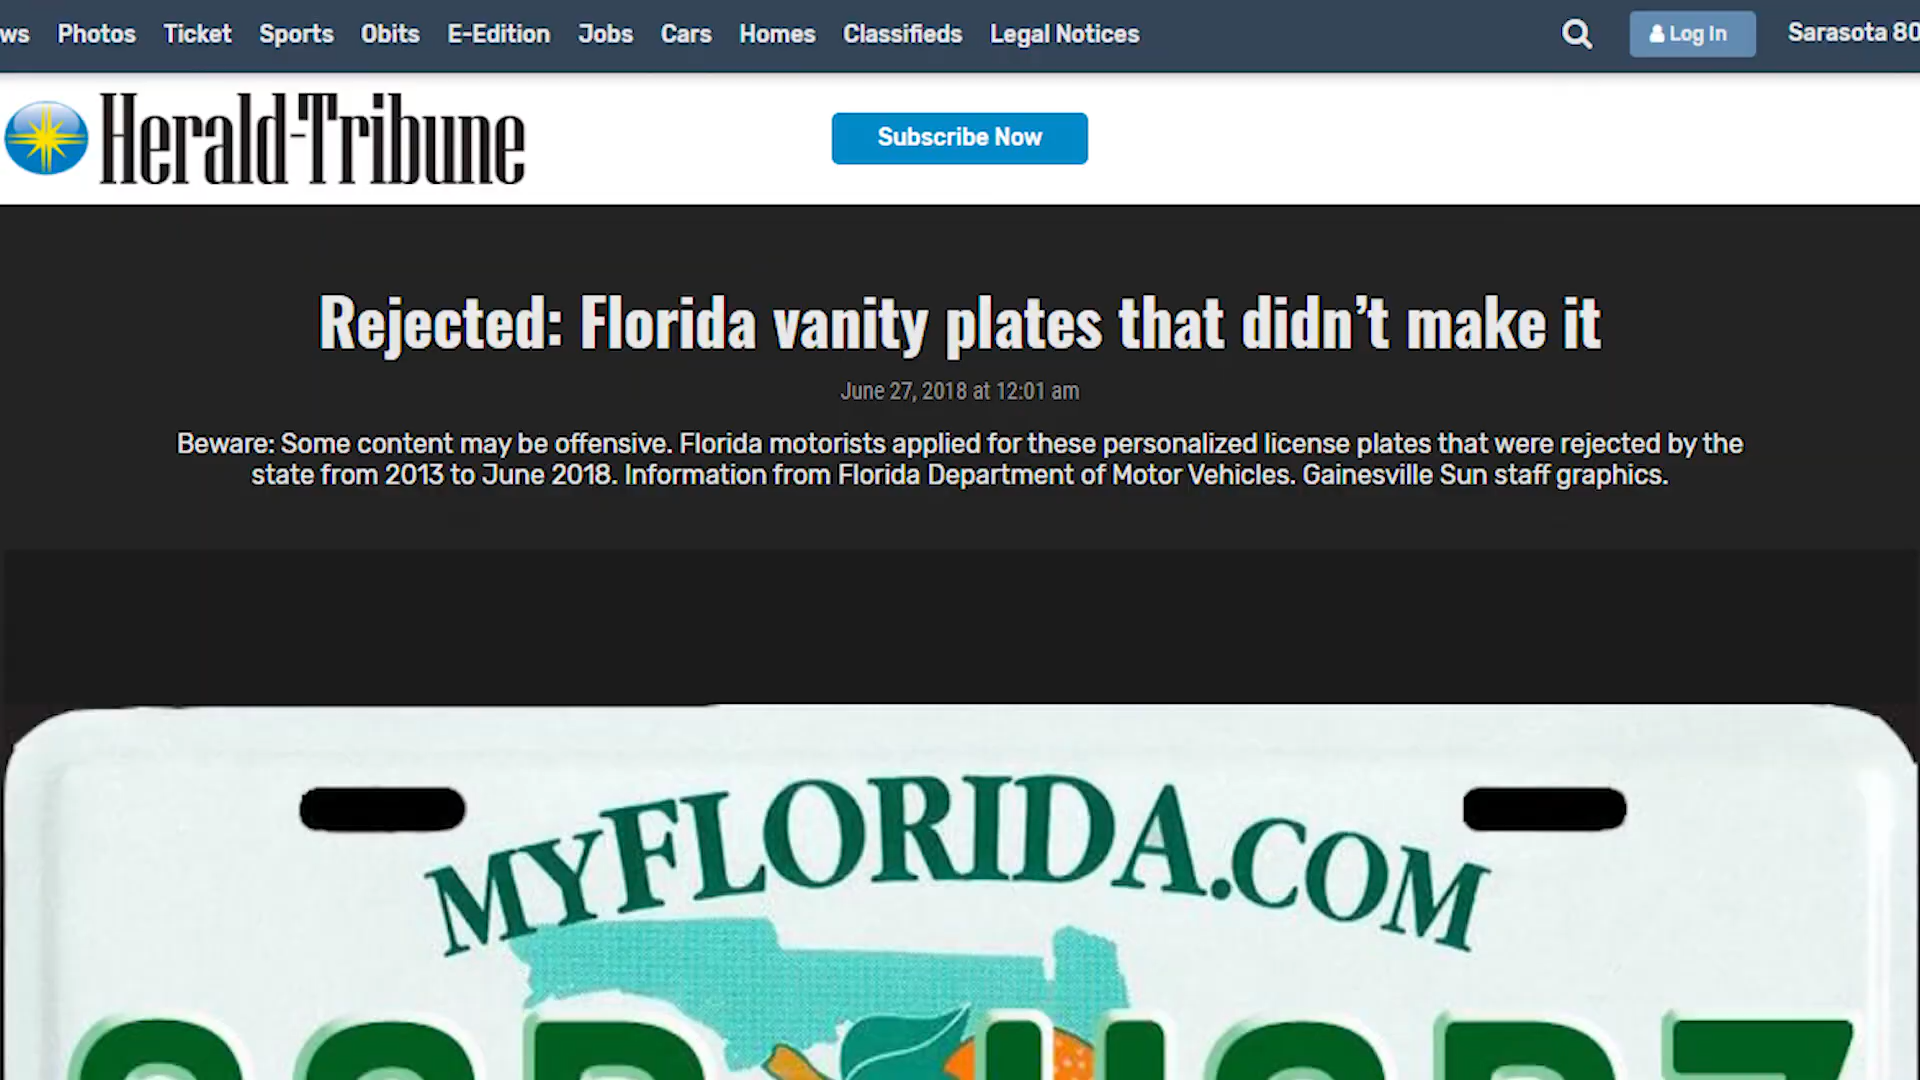 ws Photos Ticket Sports Obits E-Edition Jobs Cars Homes Classifieds Legal Notices Log In Sarasota 80
Herald-Tribune
Subscribe Now
Rejected: Florida vanity plates that didn’t make it
June 27, 2018 at 12:01 am
Beware: Some content may be offensive. Florida motorists applied for these personalized license plates that were rejected by the
state from 2013 to June 2018. Information from Florida Department of Motor Vehicles. Gainesville Sun staff graphics.
MYFLORIDA.COM